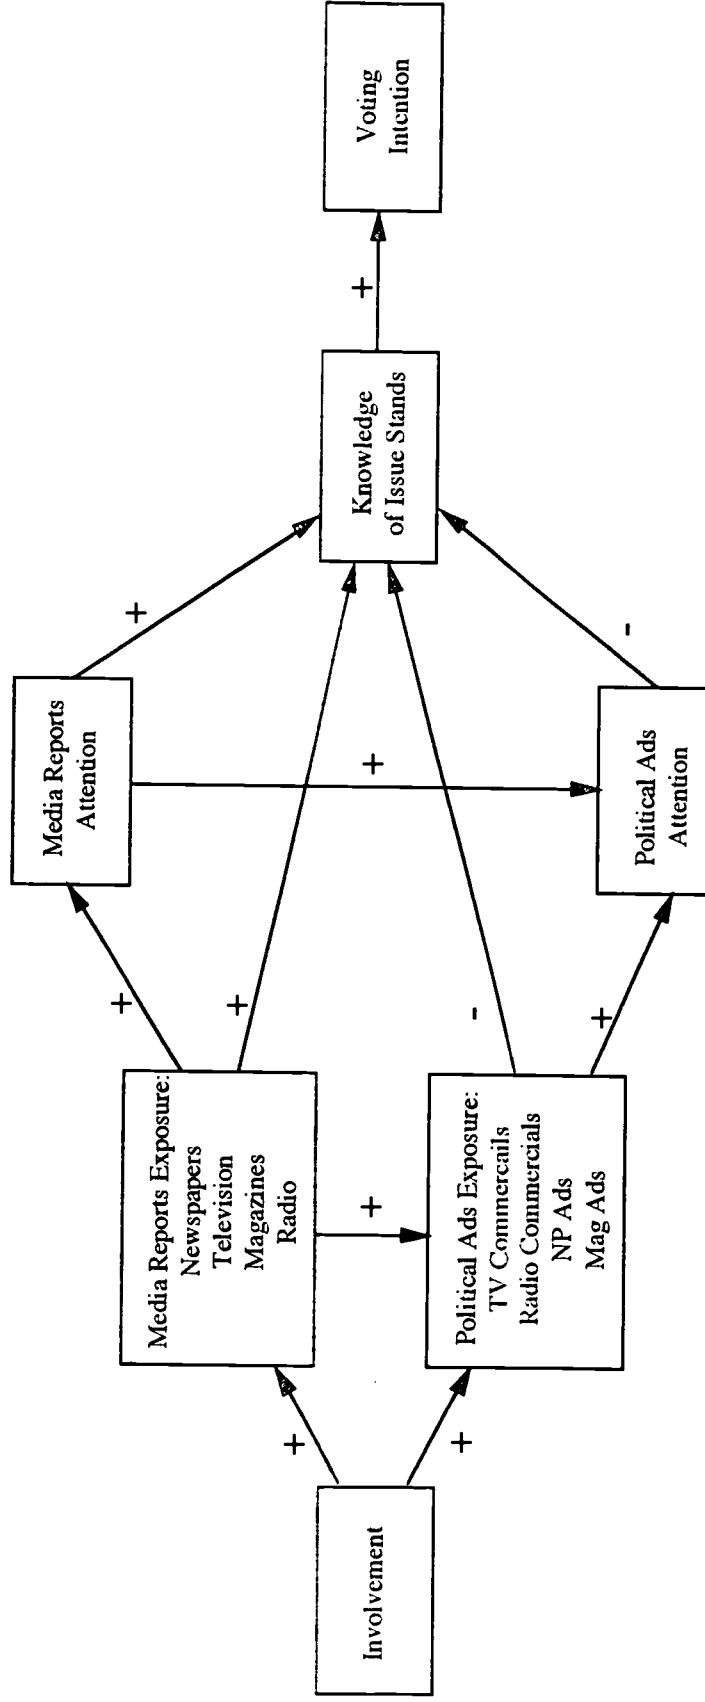 Involvement
+
+
Media Reports Exposure:
Newspapers
Television
Magazines
Radio
+
Political Ads Exposure:
TV Commercails
Radio Commercials
NP Ads
Mag Ads
+
+
-
+
Media Reports
Attention
+
Political Ads
Attention
+
-
Knowledge
of Issue Stands
+
Voting
Intention